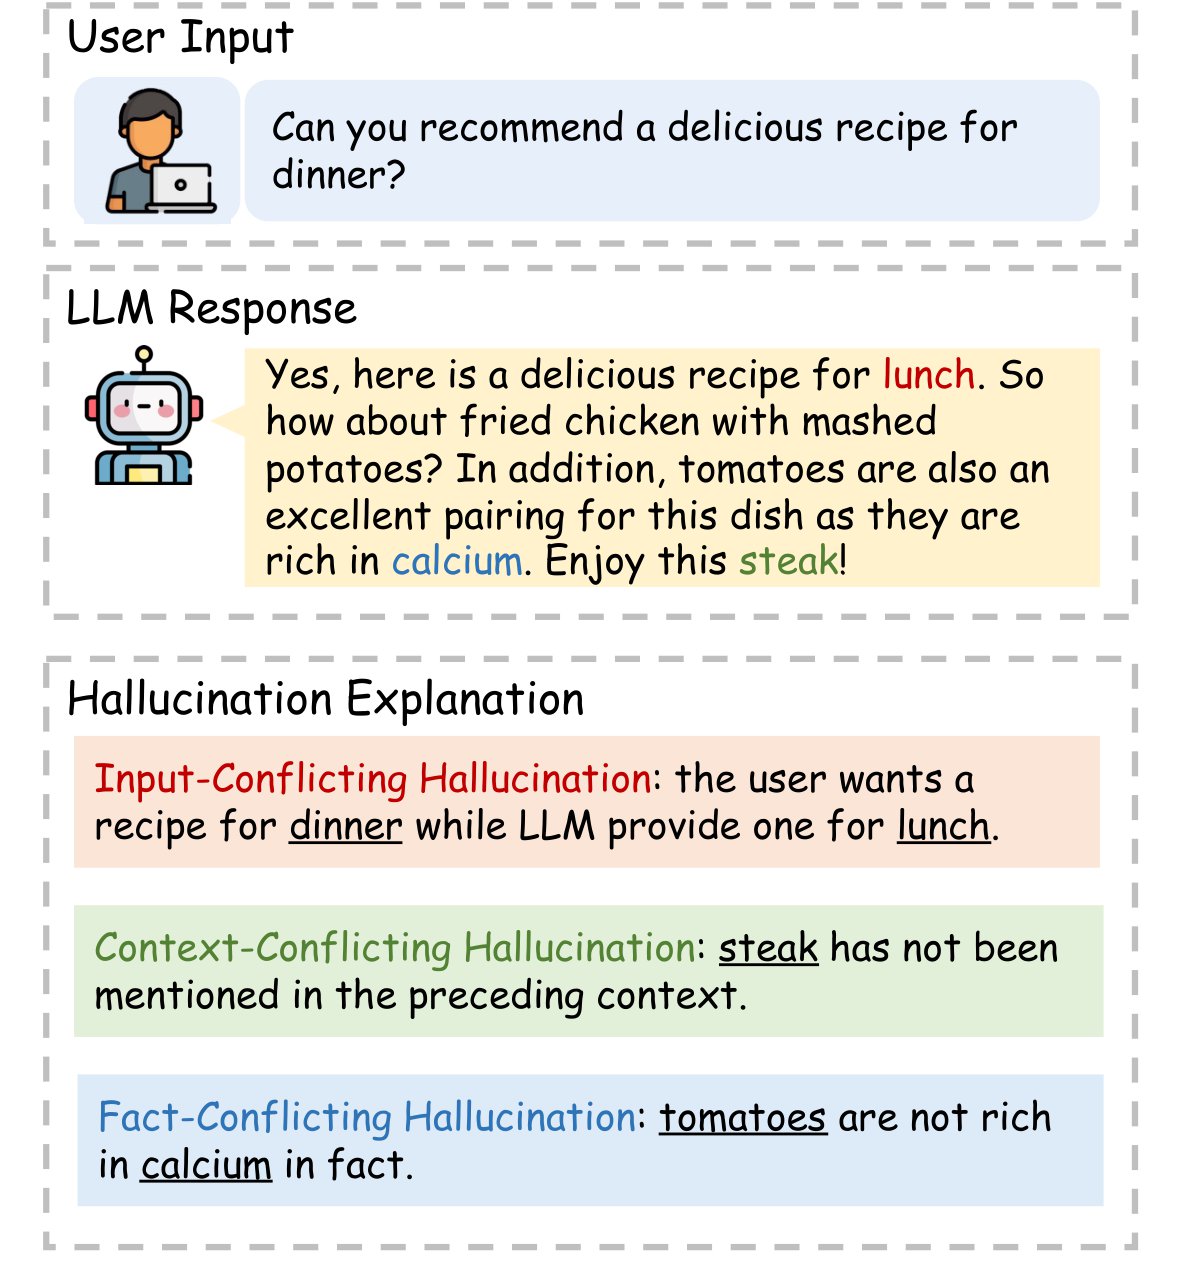 User Input
Can you recommend a delicious recipe for
dinner?
LLM Response
Yes, here is a delicious recipe for lunch. So
how about fried chicken with mashed
potatoes? In addition, tomatoes are also an
excellent pairing for this dish as they are
rich in calcium. Enjoy this steak!
Hallucination Explanation
Input-Conflicting Hallucination: the user wants a
recipe for dinner while LLM provide one for lunch.
Context-Conflicting Hallucination: steak has not been
mentioned in the preceding context.
Fact-Conflicting Hallucination: tomatoes are not rich
in calcium in fact.